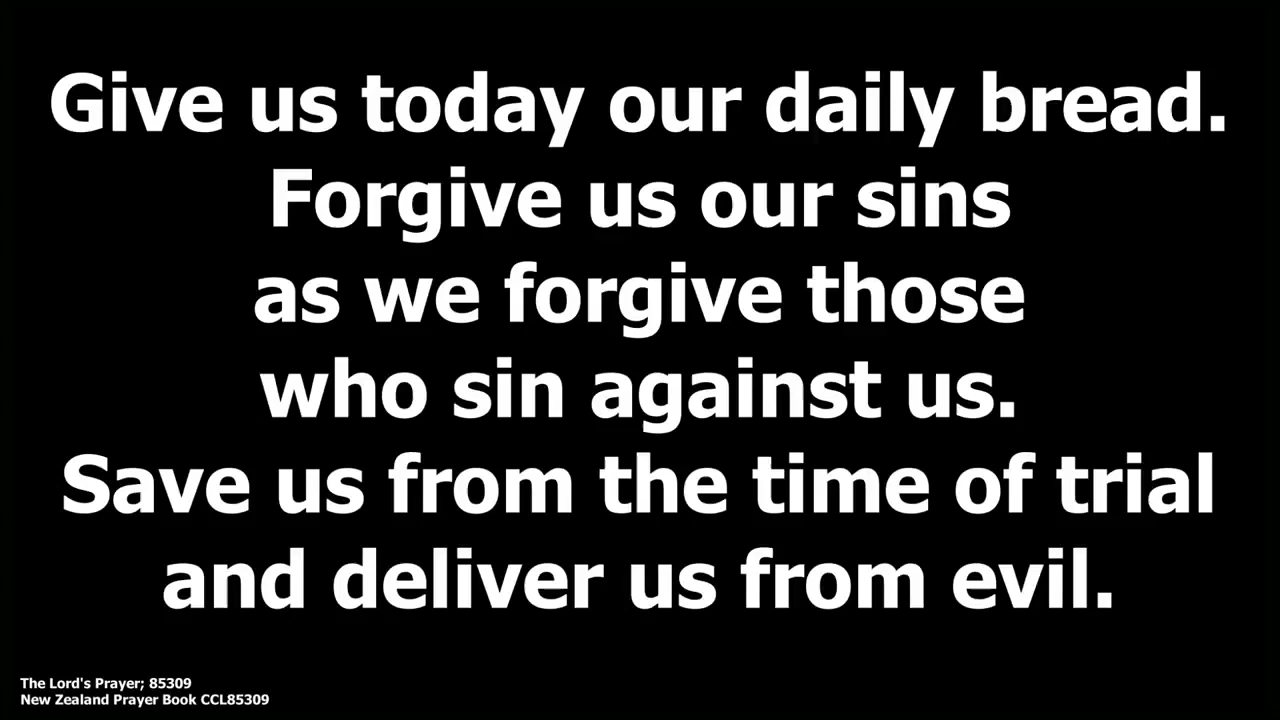 Give us today our daily bread.
Forgive us our sins
as we forgive those
who sin against us.
Save us from the time of trial
and deliver us from evil.
The Lord's Prayer; 85309
New Zealand Prayer Book CCL85309